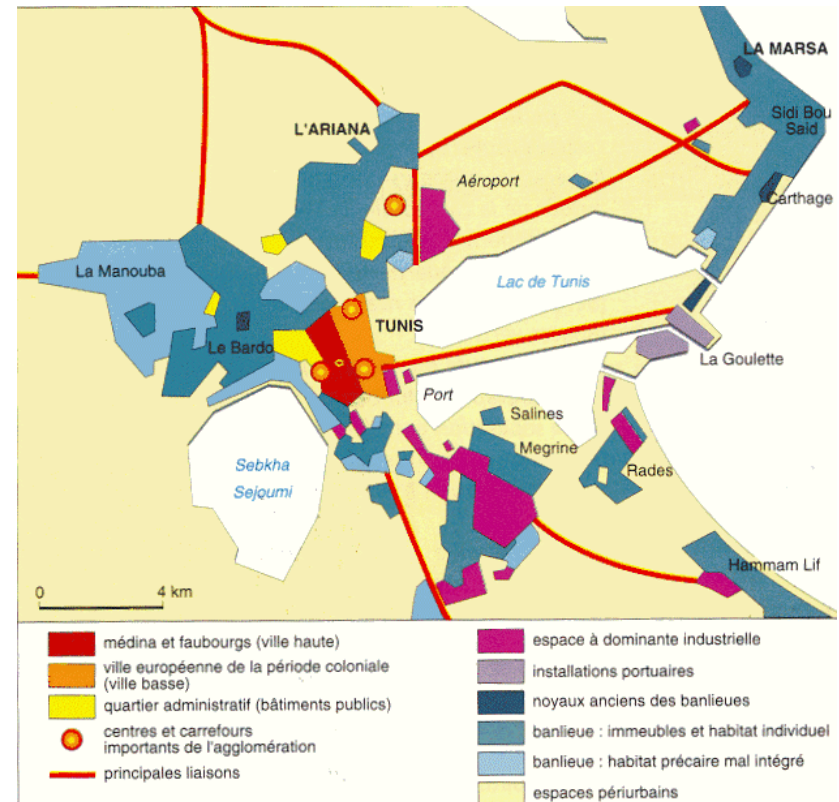 LA MARSA
Sidi Bou
Said
L'ARIANA
Aéroport
Carthage
La Manouba
Lac de Tunis
TUNIS
Le Bardo
La Goulette
Port
Salines
Megrine
Sebkha
Sejoumi
Rades
Hammam Lif
0 4 km
médina et faubourgs (ville haute)
ville européenne de la période coloniale
(ville basse)
quartier administratif (bâtiments publics)
centres et carrefours
importants de l'agglomération
principales liaisons
espace à dominante industrielle
installations portuaires
noyaux anciens des banlieues
banlieue : immeubles et habitat individuel
banlieue : habitat précaire mal intégré
espaces périurbains